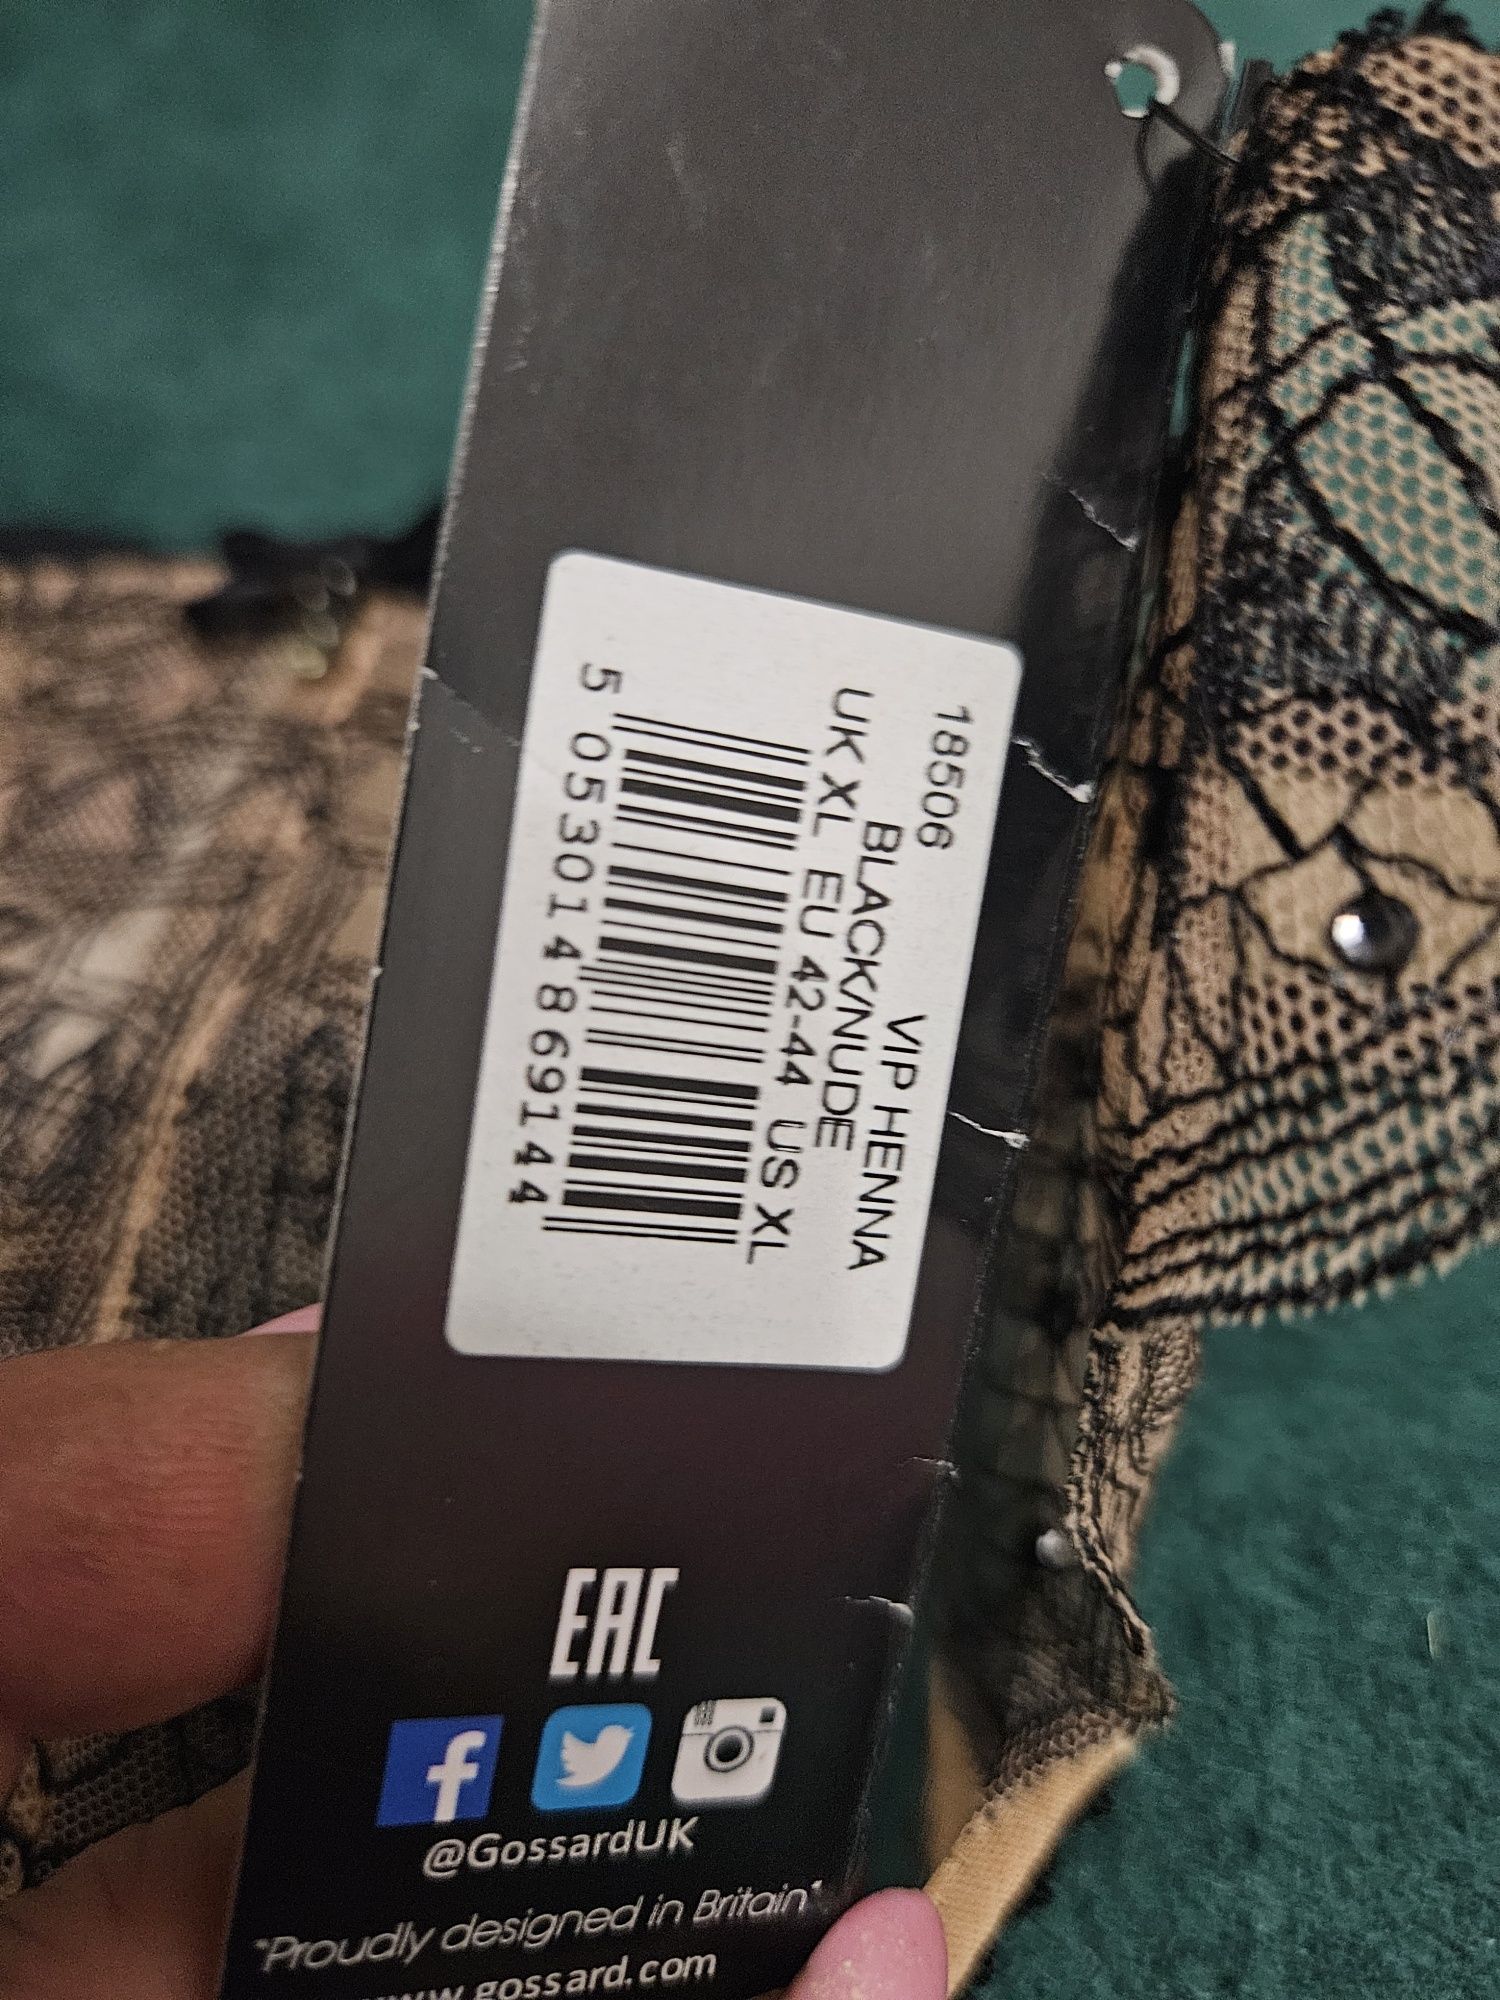 18506 VIP HENNA
BLACK/NUDE
UK XL EU 42-44 US XL
5 053014 869144
EAC
f
@GossardUK
"Proudly designed in Britain"
www.gossard.com